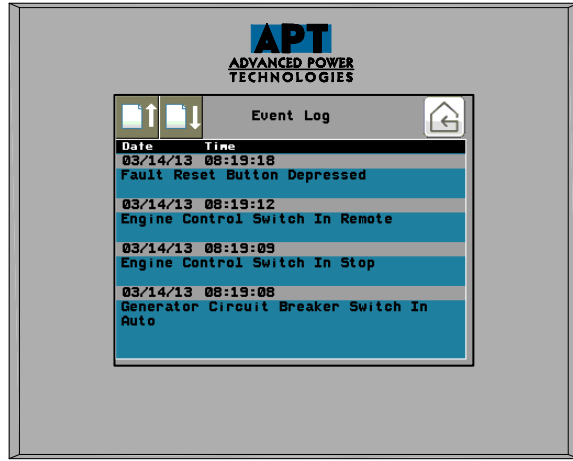 APT
ADVANCED POWER
TECHNOLOGIES
Event Log
Date Time
03/14/13 08:19:18
Fault Reset Button Depressed
03/14/13 08:19:12
Engine Control Switch In Remote
03/14/13 08:19:09
Engine Control Switch In Stop
03/14/13 08:19:08
Generator Circuit Breaker Switch In
Auto